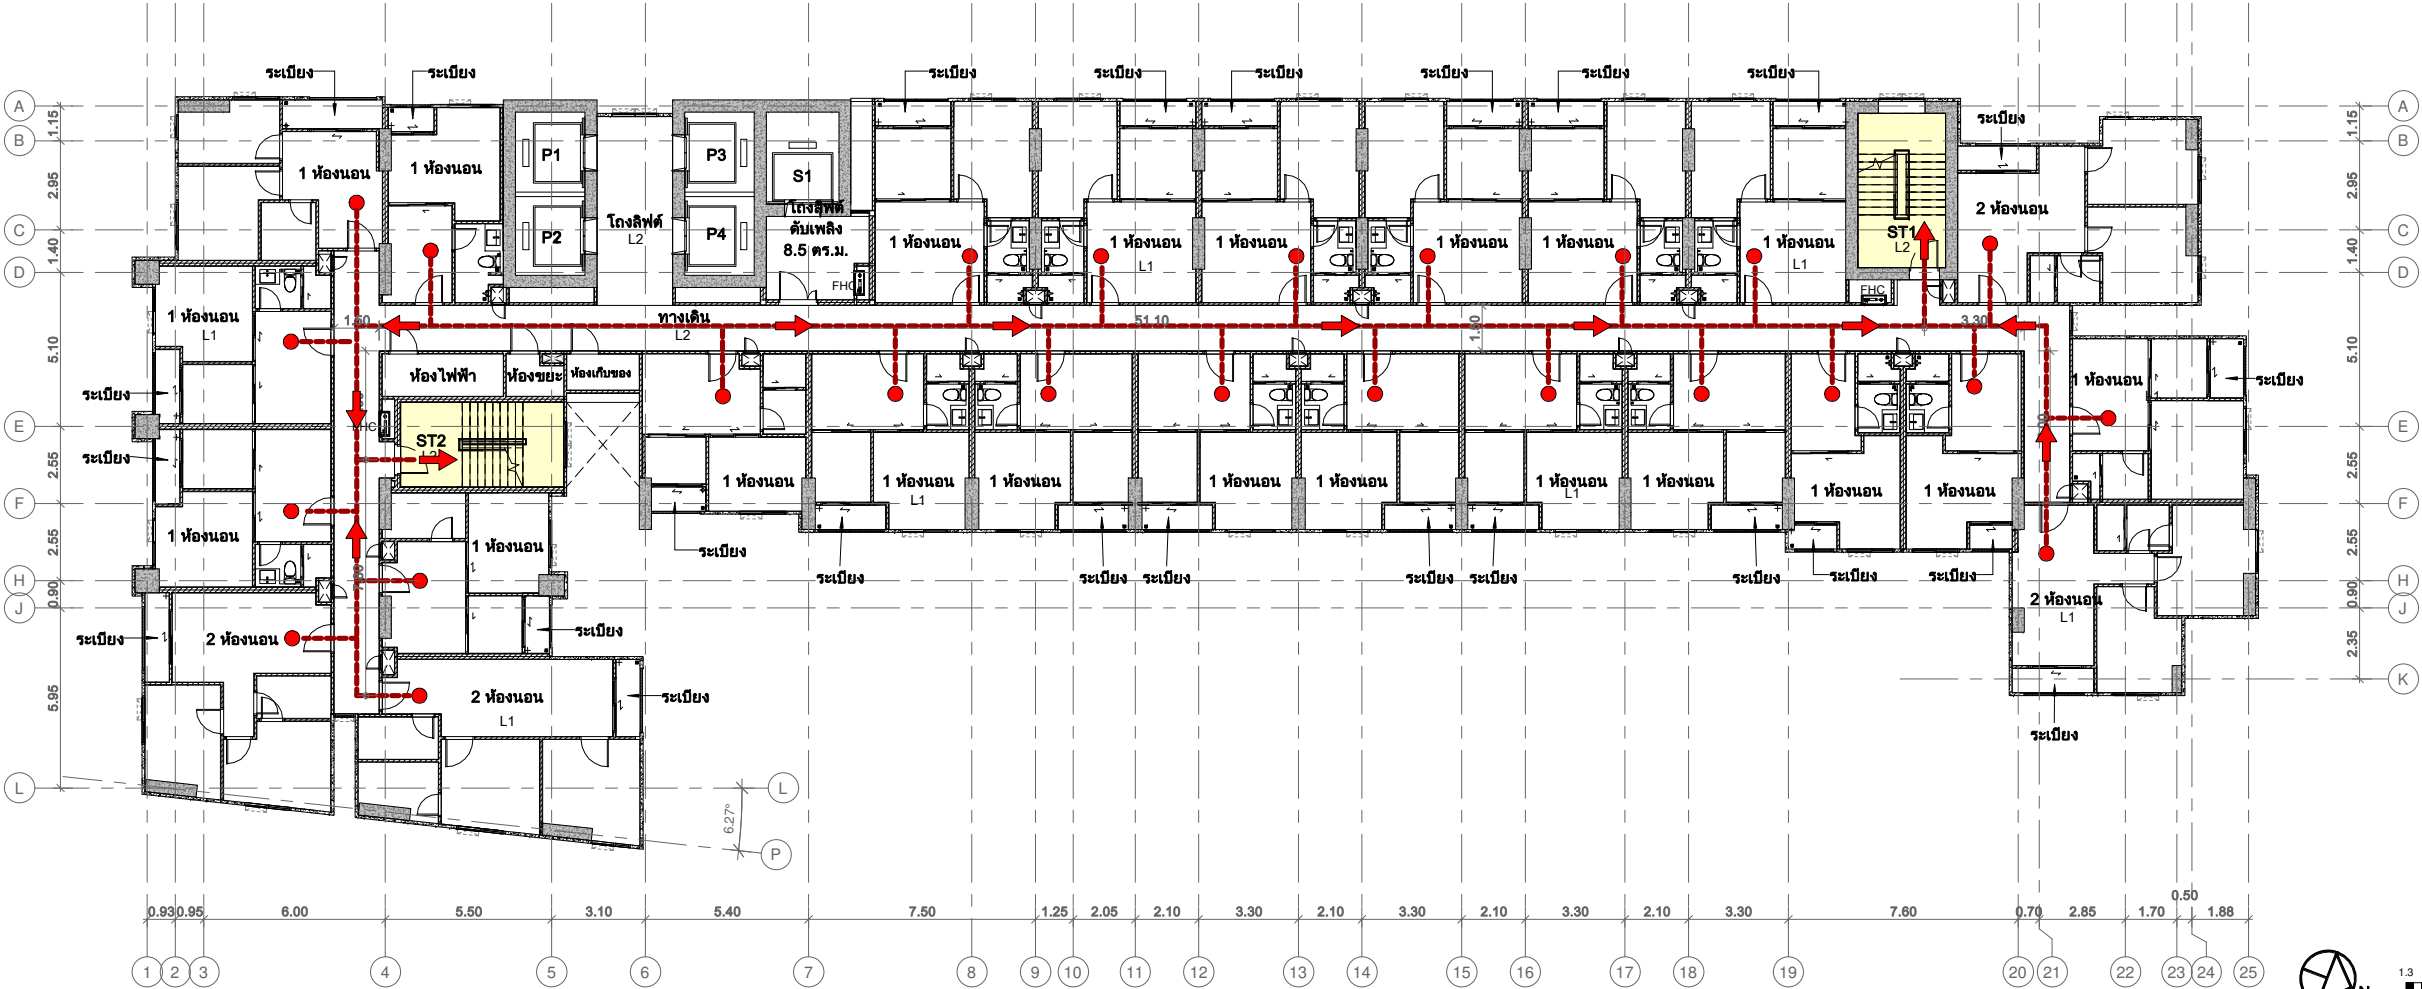 ระเบียง ระเบียง ระเบียง ระเบียง ระเบียง ระเบียง ระเบียง ระเบียง
A A
1.15 1.15
ระเบียง
B B
P1 P3
1 ห้องนอน 1 ห้องนอน S1
2.95 2.95
โถงลิฟต์ โถงลิฟต์ 2 ห้องนอน
L2 ดับเพลิง
8.5 ตร.ม.
C C
P2 P4 ST1
L2
1 ห้องนอน 1 ห้องนอน 1 ห้องนอน 1 ห้องนอน 1 ห้องนอน 1 ห้องนอน
L1 L1
1.40 1.40
D D
FHC FHC
1 ห้องนอน
L1
1.50 ทางเดิน 51.10 1.50 3.30
L2
5.10 5.10
ห้องไฟฟ้า ห้องขยะ ห้องเก็บของ 1 ห้องนอน ระเบียง
ระเบียง
E FHC E
ST2
ระเบียง
2.55 2.55
1 ห้องนอน 1 ห้องนอน 1 ห้องนอน 1 ห้องนอน 1 ห้องนอน 1 ห้องนอน 1 ห้องนอน 1 ห้องนอน
L1 L1
F F
1 ห้องนอน 1 ห้องนอน
2.55 2.55
ระเบียง
ระเบียง ระเบียง ระเบียง ระเบียง ระเบียง ระเบียง ระเบียง ระเบียง
H H
0.90 0.90
J 2 ห้องนอน J
L1
ระเบียง 2 ห้องนอน ระเบียง
2.35
K
5.95 2 ห้องนอน ระเบียง
L1
ระเบียง
L L
6.27°
P
0.93 0.95 6.00 5.50 3.10 5.40 7.50 1.25 2.05 2.10 3.30 2.10 3.30 2.10 3.30 2.10 3.30 7.60 0.70 2.85 1.70 0.50 1.88
1 2 3 4 5 6 7 8 9 10 11 12 13 14 15 16 17 18 19 20 21 22 23 24 25
N
1.3